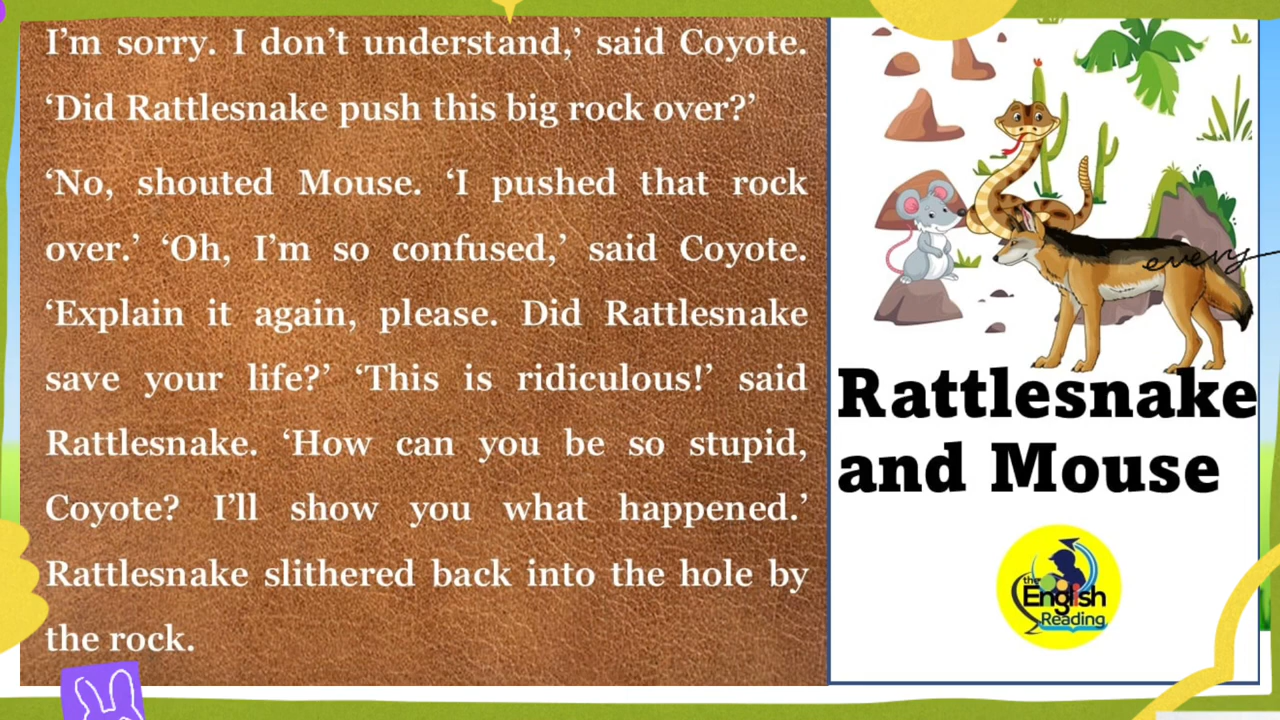 I’m sorry. I don’t understand,’ said Coyote.
‘Did Rattlesnake push this big rock over?’
‘No, shouted Mouse. ‘I pushed that rock
over.’ ‘Oh, I’m so confused,’ said Coyote.
‘Explain it again, please. Did Rattlesnake
save your life?’ ‘This is ridiculous!’ said
Rattlesnake. ‘How can you be so stupid,
Coyote? I’ll show you what happened.’
Rattlesnake slithered back into the hole by
the rock.
every
Rattlesnake
and Mouse
the
English
Reading